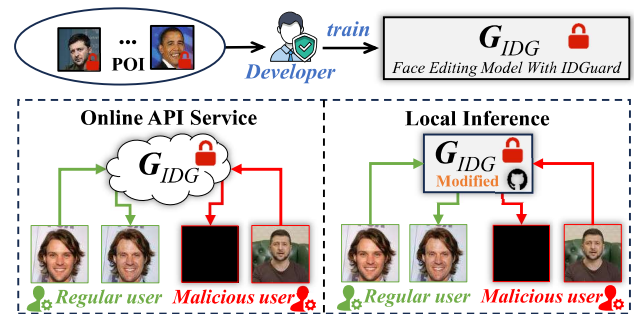 ... 
POI
Developer
train
G_IDG
Face Editing Model With IDGuard
Online API Service
G_IDG
Regular user
Malicious user
Local Inference
G_IDG
Modified
Regular user
Malicious user